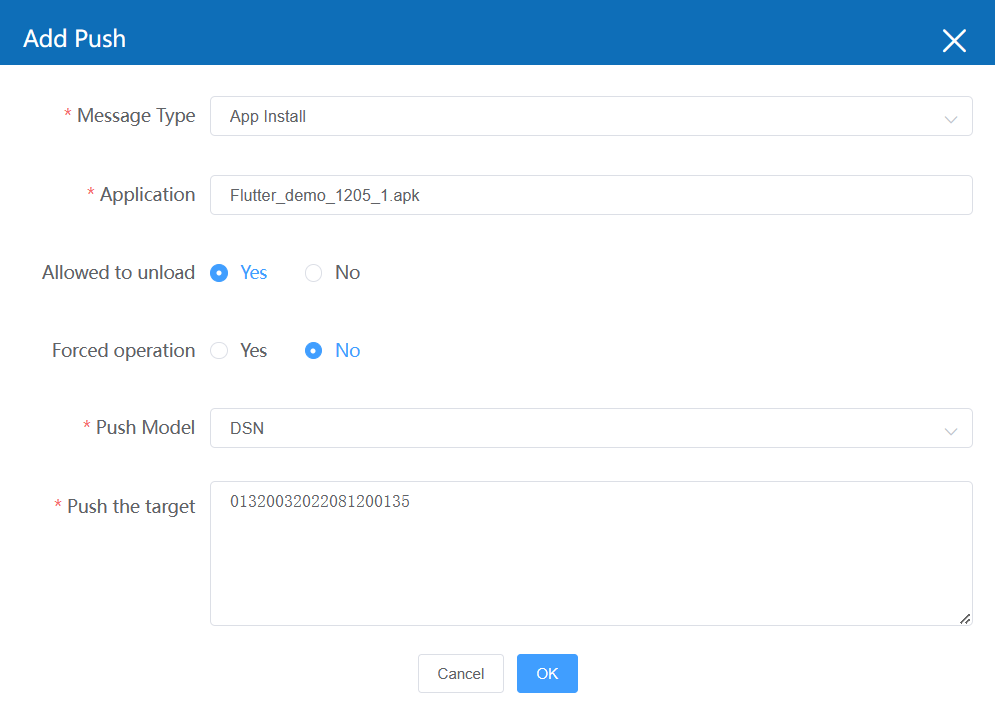 Add Push
* Message Type App Install
* Application Flutter_demo_1205_1.apk
Allowed to unload Yes No
Forced operation Yes No
* Push Model DSN
* Push the target 01320032022081200135
Cancel OK